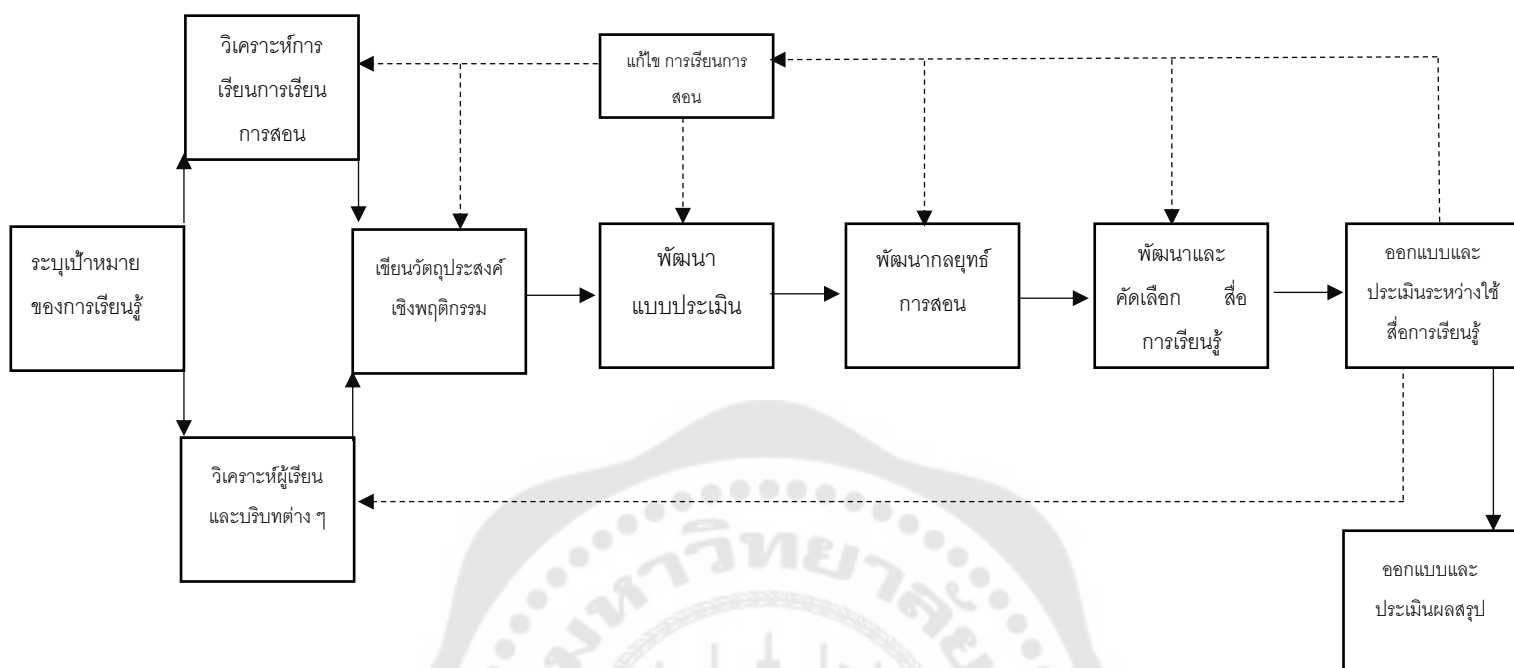 วิเคราะห์การ
เรียนการเรียน
การสอน
แก้ไข การเรียนการ
สอน
ระบุเป้าหมาย
ของการเรียนรู้
เขียนวัตถุประสงค์
เชิงพฤติกรรม
พัฒนา
แบบประเมิน
พัฒนากลยุทธ์
การสอน
พัฒนาและ
คัดเลือก สื่อ
การเรียนรู้
ออกแบบและ
ประเมินระหว่างใช้
สื่อการเรียนรู้
วิเคราะห์ผู้เรียน
และบริบทต่าง ๆ
ออกแบบและ
ประเมินผลสรุป
มหาวิทยาลัย